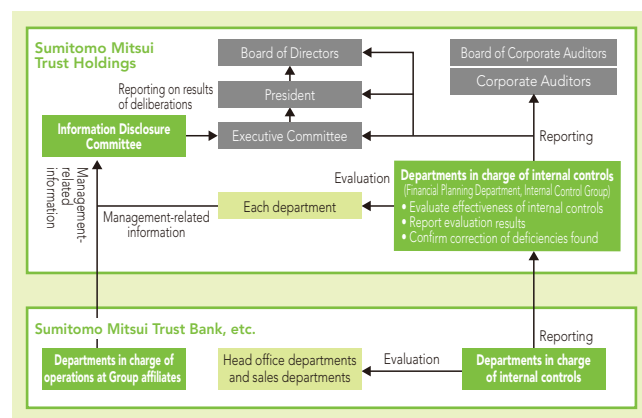 Sumitomo Mitsui
Trust Holdings
Board of Directors
Board of Corporate Auditors
Corporate Auditors
Reporting on results
of deliberations
President
Information Disclosure
Committee
Executive Committee
Reporting
Management-
related
information
Evaluation
Departments in charge of internal controls
(Financial Planning Department, Internal Control Group)
• Evaluate effectiveness of internal controls
• Report evaluation results
• Confirm correction of deficiencies found
Each department
Management-related
information
Sumitomo Mitsui Trust Bank, etc.
Reporting
Departments in charge of
operations at Group affiliates
Head office departments
and sales departments
Evaluation
Departments in charge
of internal controls